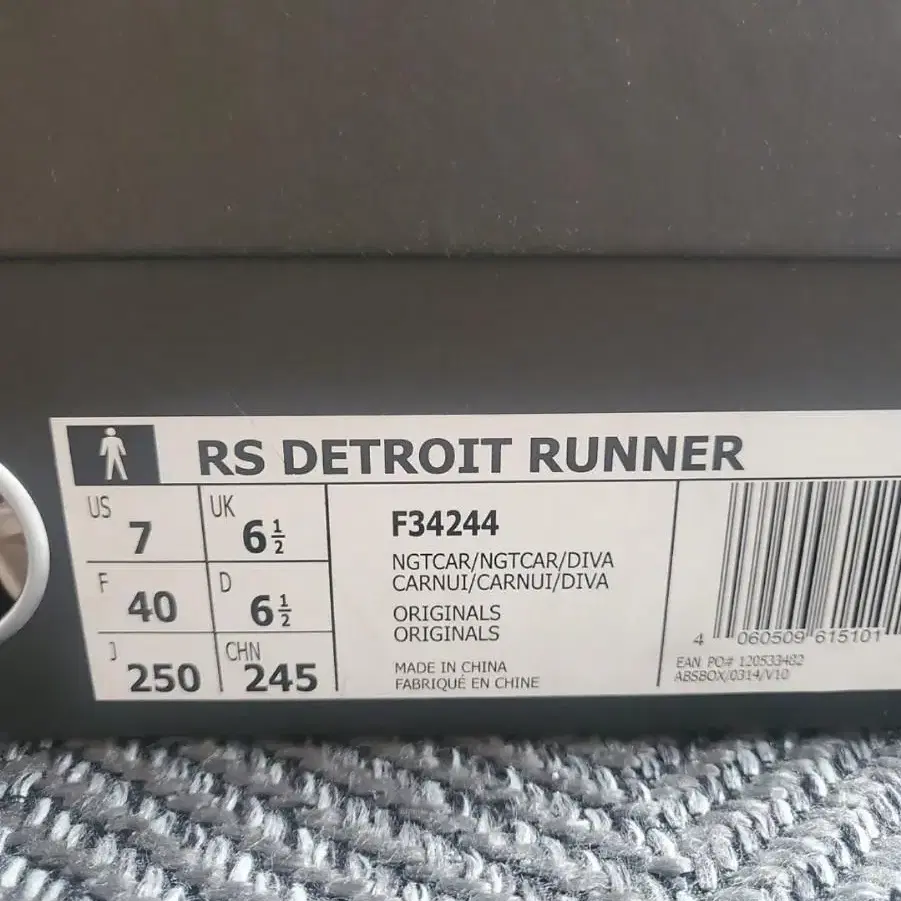 RS DETROIT RUNNER
US 7 UK 6½
F 40 D 6½
J 250 CHN 245
F34244
NGTCAR/NGTCAR/DIVA
CARNUI/CARNUI/DIVA
ORIGINALS
ORIGINALS
MADE IN CHINA
FABRIQUÉ EN CHINE
4 060509 615101
EAN PO# 120533482
ABSBOX/0314/V10